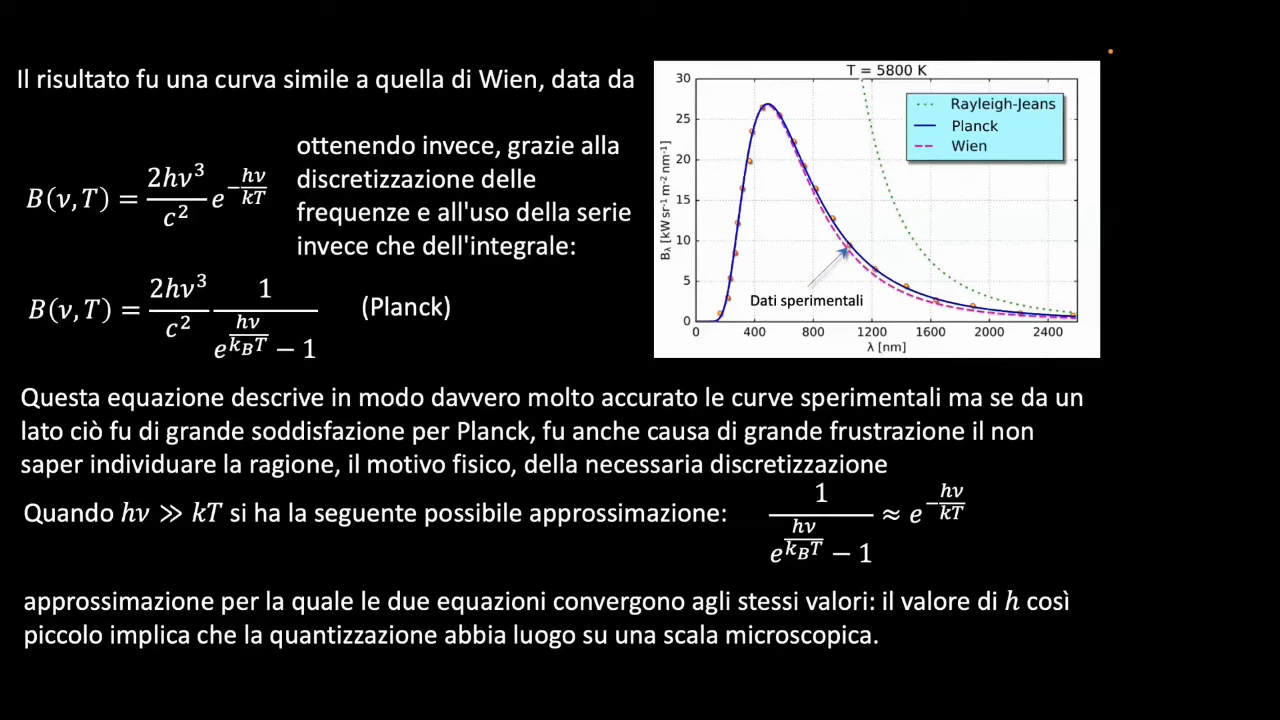 Il risultato fu una curva simile a quella di Wien, data da
B(ν,T) = 2hν³/c² e^(−hν/kT)
ottenendo invece, grazie alla
discretizzazione delle
frequenze e all'uso della serie
invece che dell'integrale:
B(ν,T) = 2hν³/c² 1/(e^(hν/k_BT) − 1)
(Planck)
T = 5800 K
Rayleigh-Jeans
Planck
Wien
B_λ [kW sr⁻¹ m⁻² nm⁻¹]
30
25
20
15
10
5
0
Dati sperimentali
0 400 800 1200 1600 2000 2400
λ [nm]
Questa equazione descrive in modo davvero molto accurato le curve sperimentali ma se da un
lato ciò fu di grande soddisfazione per Planck, fu anche causa di grande frustrazione il non
saper individuare la ragione, il motivo fisico, della necessaria discretizzazione
Quando hν ≫ kT si ha la seguente possibile approssimazione: 1/(e^(hν/k_BT) − 1) ≈ e^(−hν/kT)
approssimazione per la quale le due equazioni convergono agli stessi valori: il valore di h così
piccolo implica che la quantizzazione abbia luogo su una scala microscopica.